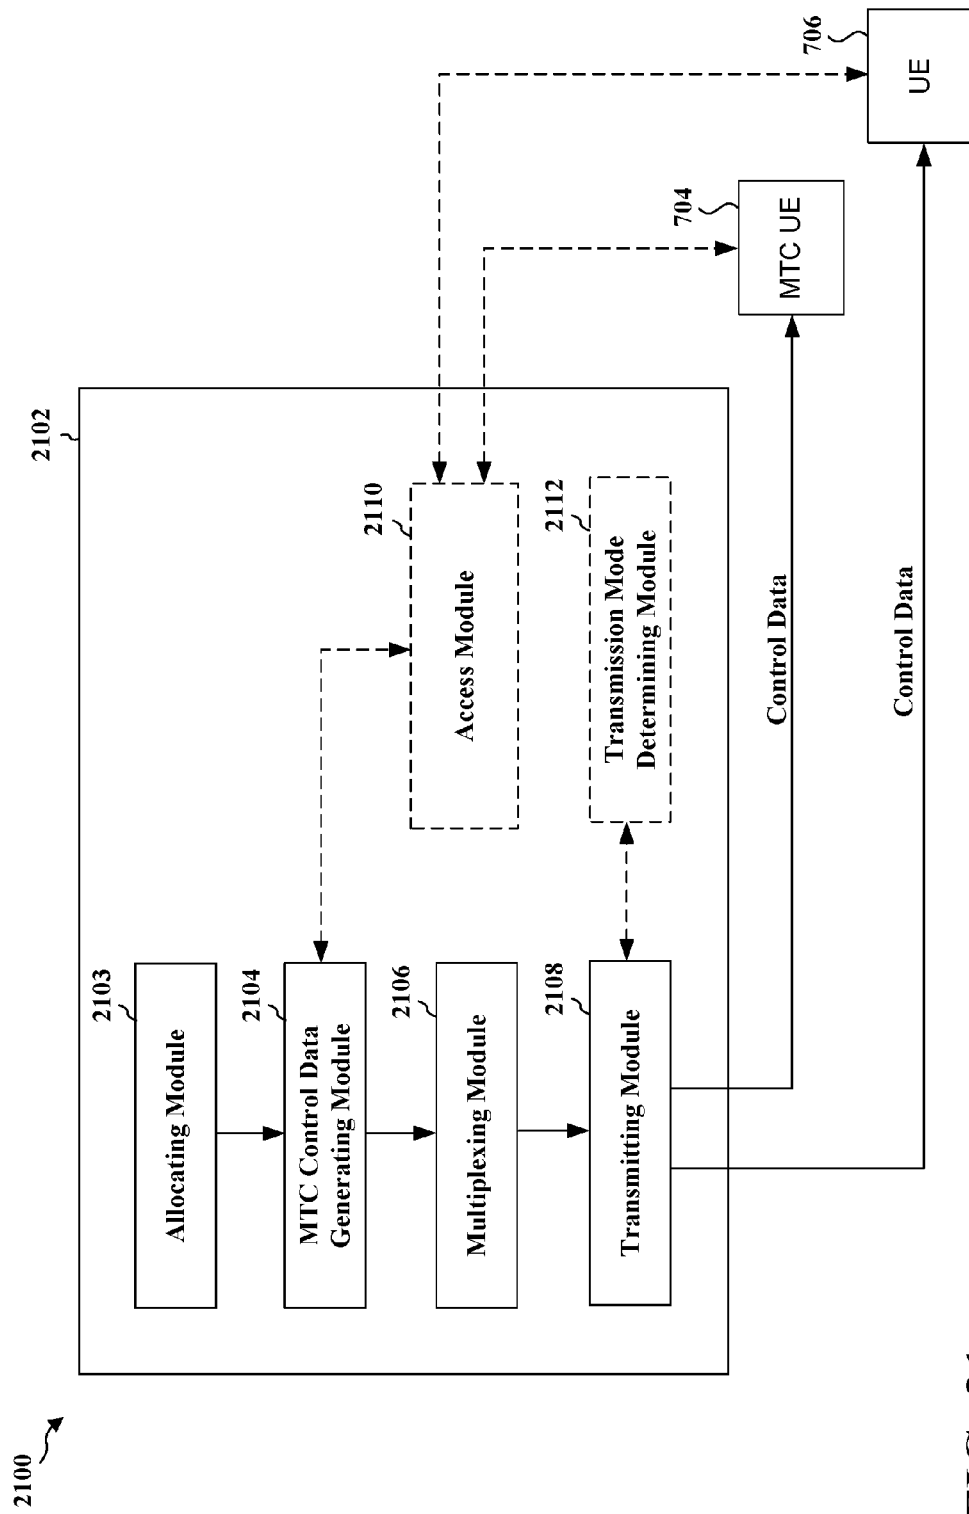 2100
2102
2103
Allocating Module
2104
MTC Control Data
Generating Module
2106
Multiplexing Module
2108
Transmitting Module
2110
Access Module
2112
Transmission Mode
Determining Module
704
MTC UE
706
UE
Control Data
Control Data